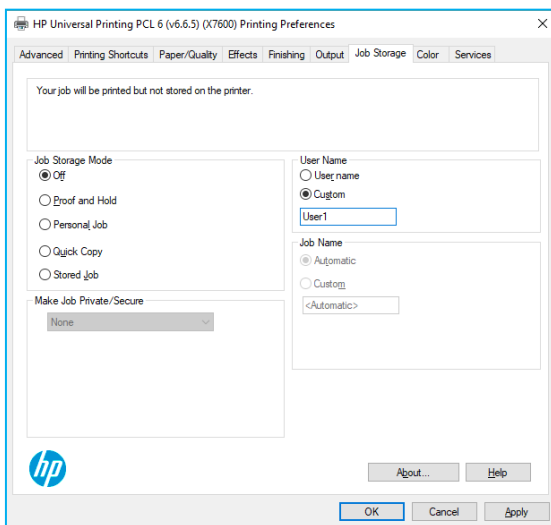 HP Universal Printing PCL 6 (v6.6.5) (X7600) Printing Preferences
Advanced Printing Shortcuts Paper/Quality Effects Finishing Output Job Storage Color Services
Your job will be printed but not stored on the printer.
Job Storage Mode
Off
Proof and Hold
Personal Job
Quick Copy
Stored Job
Make Job Private/Secure
None
User Name
User name
Custom
User1
Job Name
Automatic
Custom
<Automatic>
hp
About... Help
OK Cancel Apply